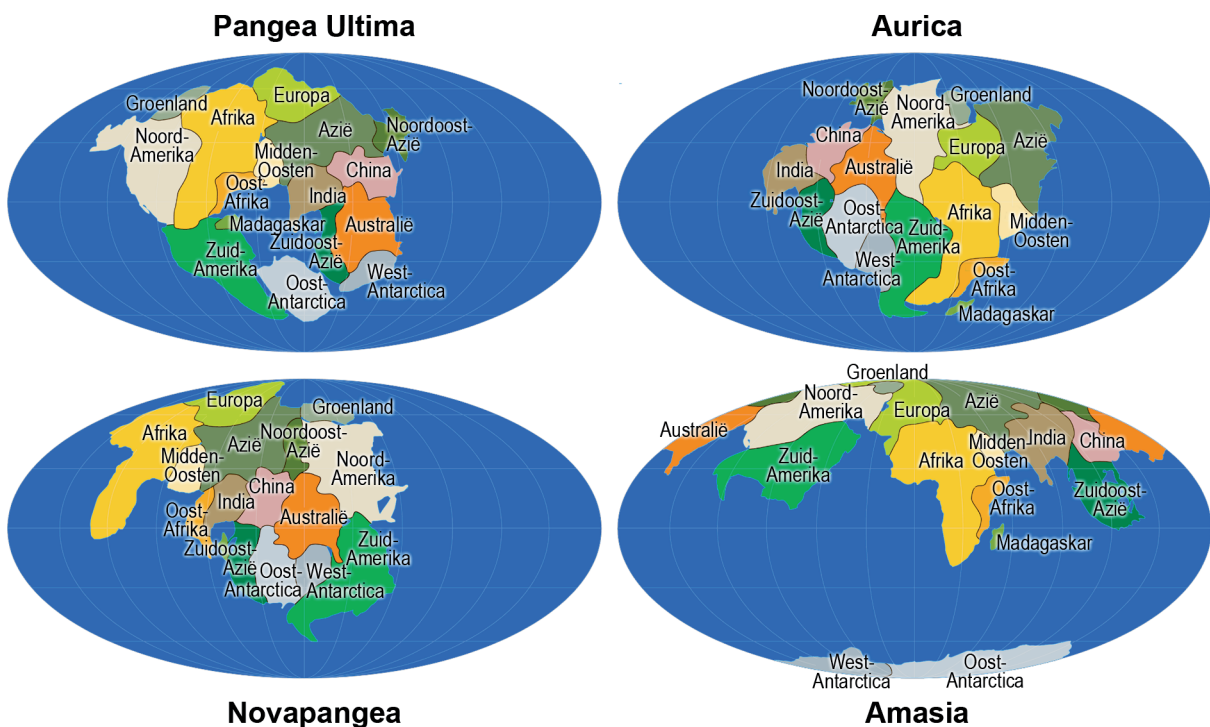 Pangea Ultima
Groenland
Europa
Afrika
Noord-
Amerika
Azië
Noordoost-
Azië
Midden-
Oosten
China
Oost-
Afrika
India
Madagaskar
Australië
Zuidoost-
Azië
Zuid-
Amerika
West-
Antarctica
Oost-
Antarctica
Aurica
Noordoost-
Azië
Noord-
Amerika
Groenland
China
Azië
Europa
Australië
India
Zuidoost-
Azië
Oost-
Antarctica
Afrika
Zuid-
Amerika
Midden-
Oosten
West-
Antarctica
Oost-
Afrika
Madagaskar
Europa
Groenland
Afrika
Azië
Noordoost-
Azië
Midden-
Oosten
Noord-
Amerika
China
India
Oost-
Afrika
Australië
Zuidoost-
Azië
Zuid-
Amerika
Oost-
Antarctica
West-
Antarctica
Novapangea
Groenland
Noord-
Amerika
Europa
Azië
Australië
Zuid-
Amerika
Afrika
Midden-
Oosten
India
China
Oost-
Afrika
Zuidoost-
Azië
Madagaskar
West-
Antarctica
Oost-
Antarctica
Amasia